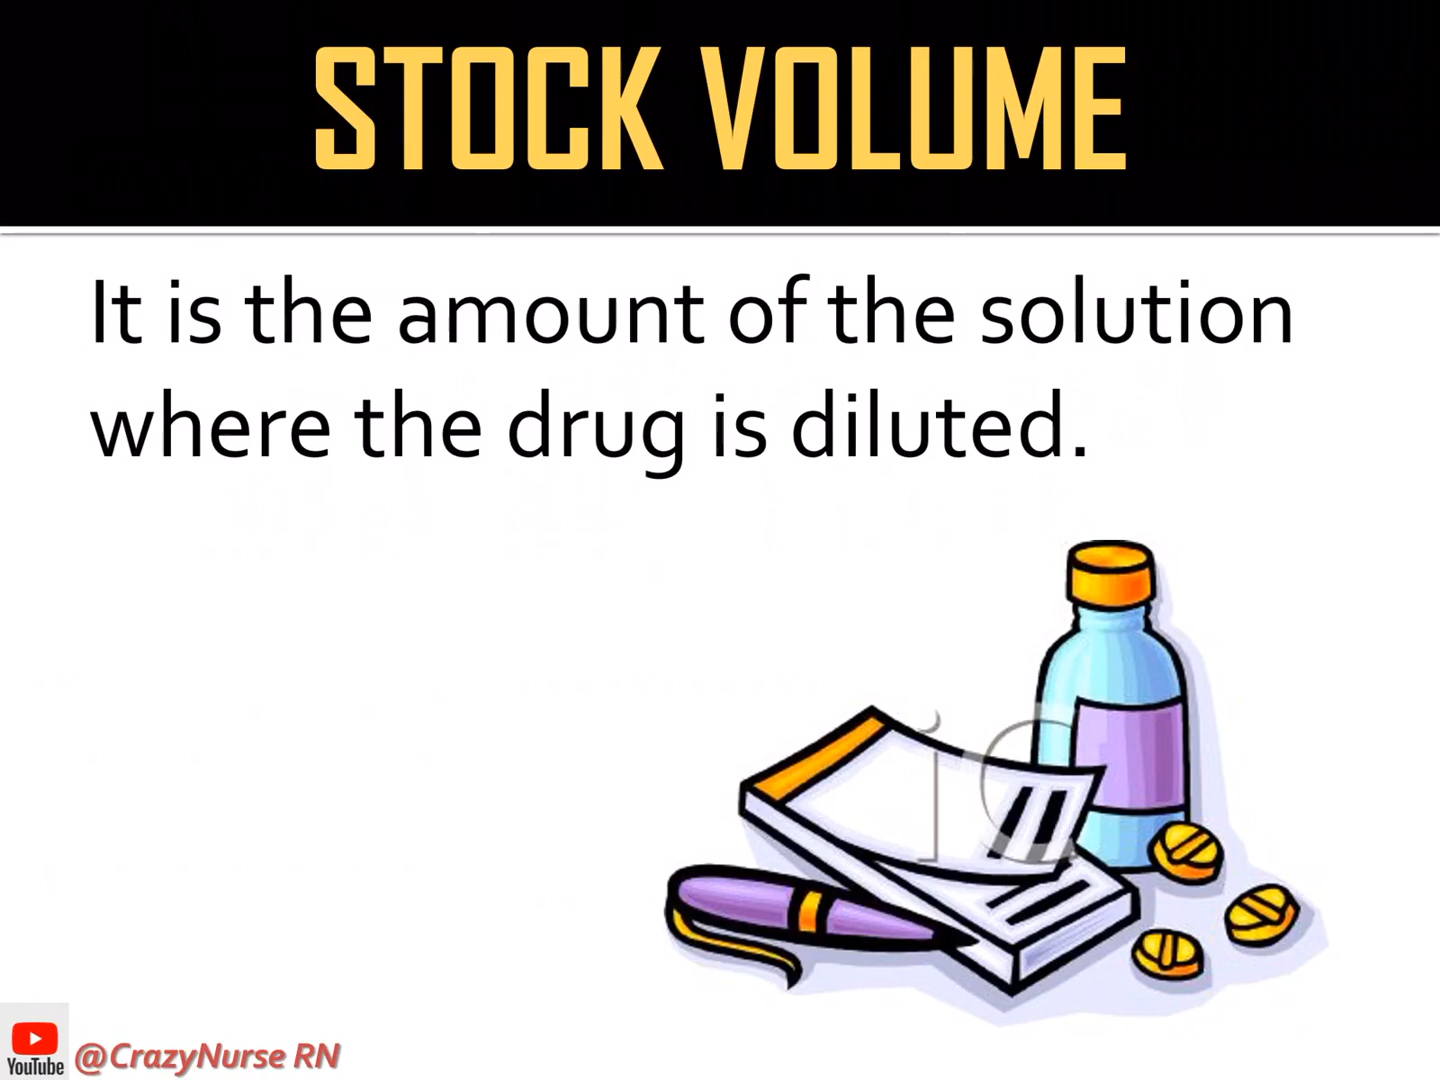 STOCK VOLUME
It is the amount of the solution
where the drug is diluted.
YouTube
@CrazyNurse RN